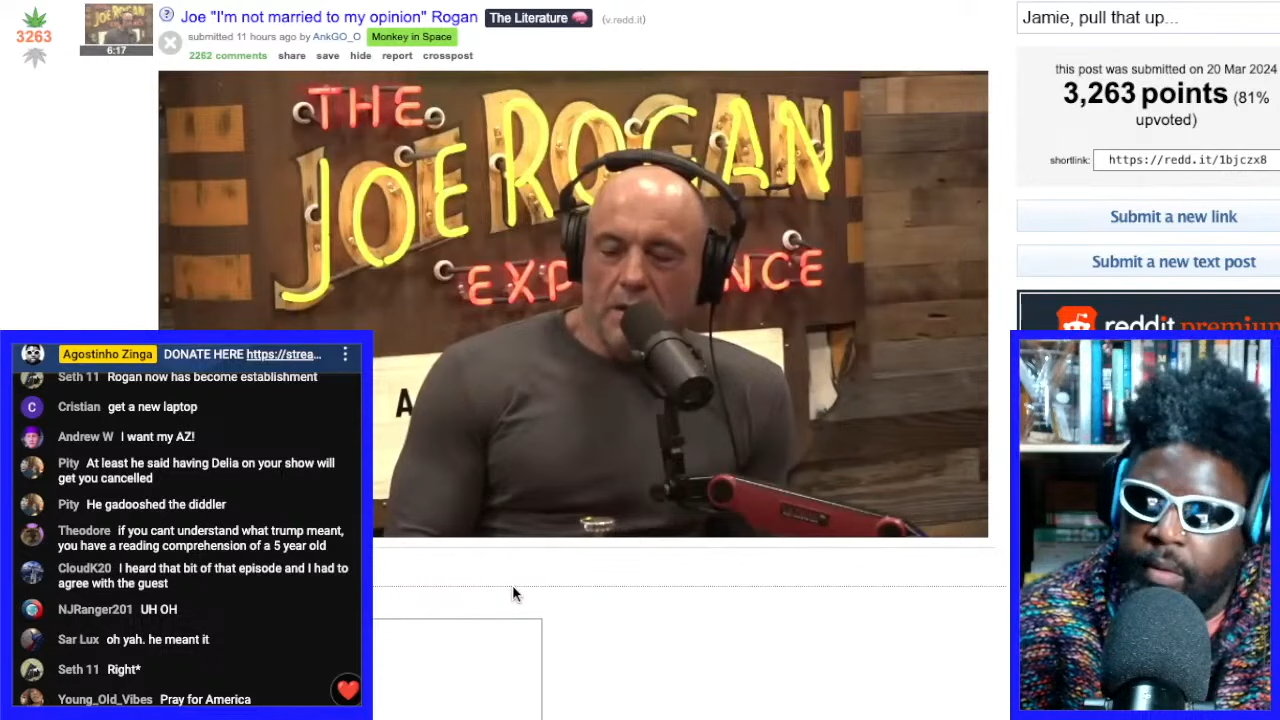 3263
6:17
Joe "I'm not married to my opinion" Rogan The Literature 🧠 (v.redd.it)
submitted 11 hours ago by AnkGO_O Monkey in Space
2262 comments share save hide report crosspost
THE
JOE ROGAN
EXP NCE
A
Jamie, pull that up...
this post was submitted on 20 Mar 2024
3,263 points (81%
upvoted)
shortlink: https://redd.it/1bjczx8
Submit a new link
Submit a new text post
reddit premium
Agostinho Zinga DONATE HERE https://strea...
Seth 11 Rogan now has become establishment
C Cristian get a new laptop
Andrew W I want my AZ!
Pity At least he said having Delia on your show will
get you cancelled
Pity He gadooshed the diddler
Theodore if you cant understand what trump meant,
you have a reading comprehension of a 5 year old
CloudK20 I heard that bit of that episode and I had to
agree with the guest
NJRanger201 UH OH
Sar Lux oh yah. he meant it
Seth 11 Right*
Young_Old_Vibes Pray for America